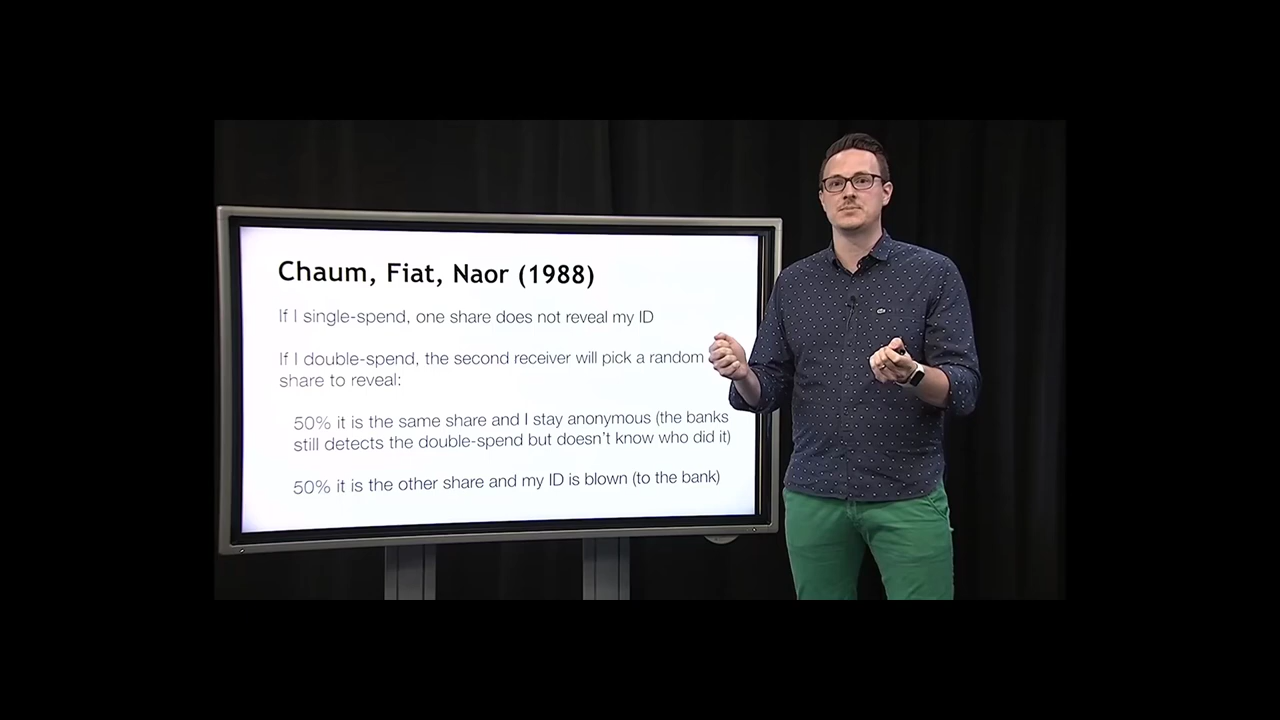 Chaum, Fiat, Naor (1988)
If I single-spend, one share does not reveal my ID
If I double-spend, the second receiver will pick a random
share to reveal:
50% it is the same share and I stay anonymous (the banks
still detects the double-spend but doesn't know who did it)
50% it is the other share and my ID is blown (to the bank)